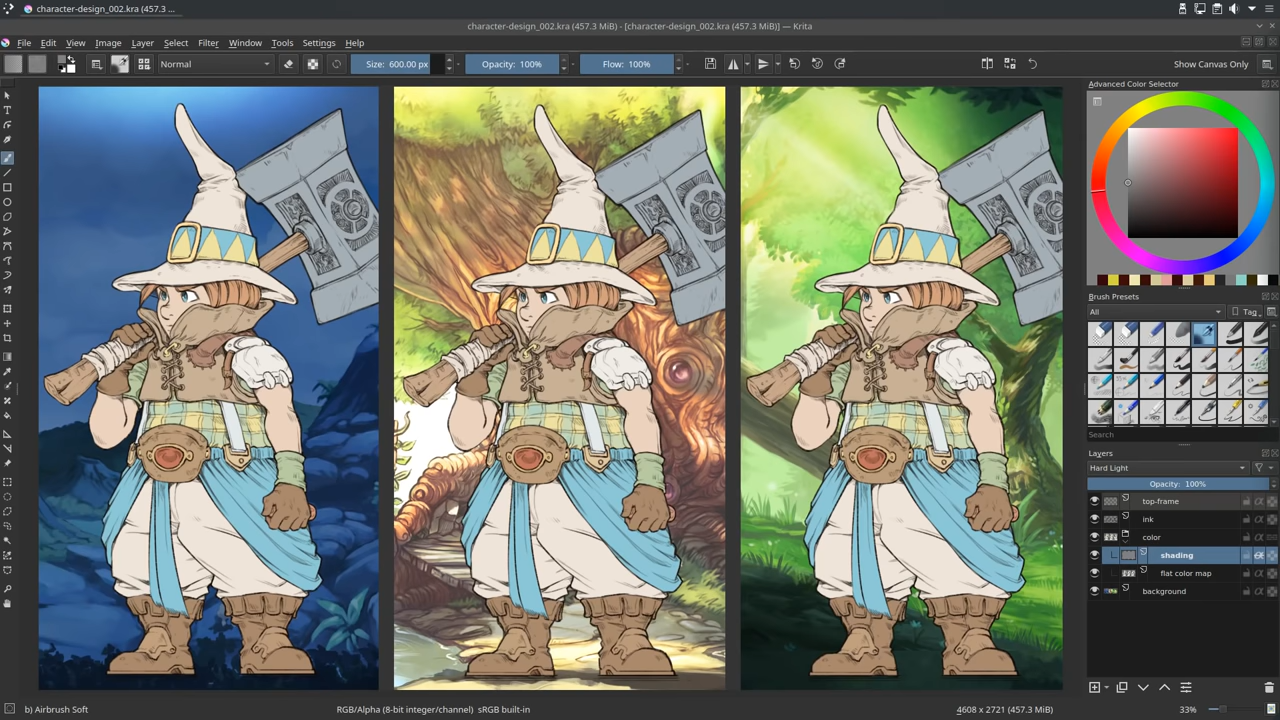 character-design_002.kra (457.3 ...
character-design_002.kra (457.3 MiB) - [character-design_002.kra (457.3 MiB)] — Krita
File Edit View Image Layer Select Filter Window Tools Settings Help
Normal Size: 600.00 px Opacity: 100% Flow: 100% Show Canvas Only
Advanced Color Selector
Brush Presets
All Tag
Search
Layers
Hard Light
Opacity: 100%
top-frame
ink
color
shading
flat color map
background
b) Airbrush Soft RGB/Alpha (8-bit integer/channel) sRGB built-in 4608 x 2721 (457.3 MiB) 33%